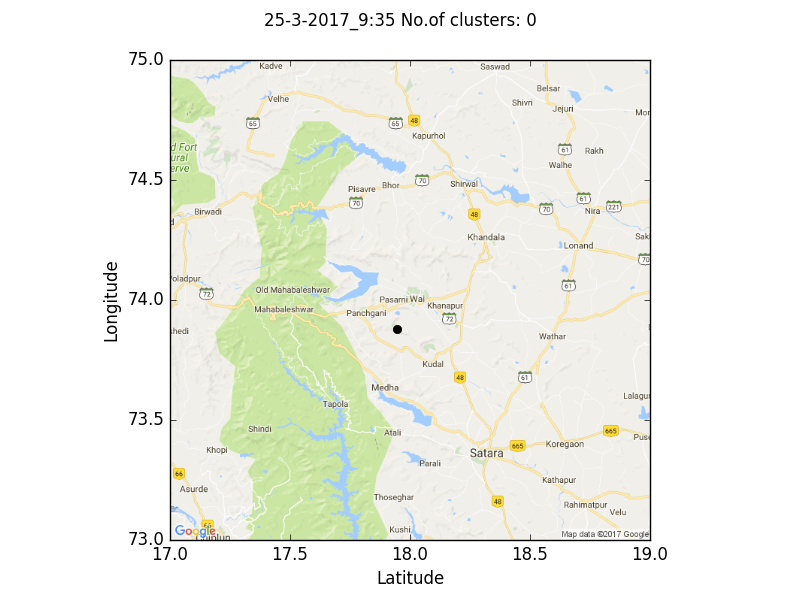 25-3-2017_9:35 No.of clusters: 0
75.0
Kadve
Saswad
Belsar
Velhe
Shivri
Jejuri
Mor
65
65
48
Kapurhol
d Fort
ural
erve
61
Rakh
Walhe
74.5
Pisavre
Bhor
70
Shirwal
70
61
221
Birwadi
48
70
Nira
d
Khandala
Sak
Lonand
70
Poladpur
72
Old Mahabaleshwar
61
74.0
Pasarni
Wai
Khanapur
Mahabaleshwar
Panchgani
72
shedi
Wathar
Kudal
48
61
Medha
Lalagu
73.5
Tapola
Shindi
Atali
665
Puse
665
Koregaon
Khopi
Satara
Parali
66
Asurde
Kathapur
Thoseghar
48
Rahimatpur
Velu
Kushi
Google
Map data ©2017 Google
73.0
17.0
17.5
18.0
18.5
19.0
Longitude
Latitude